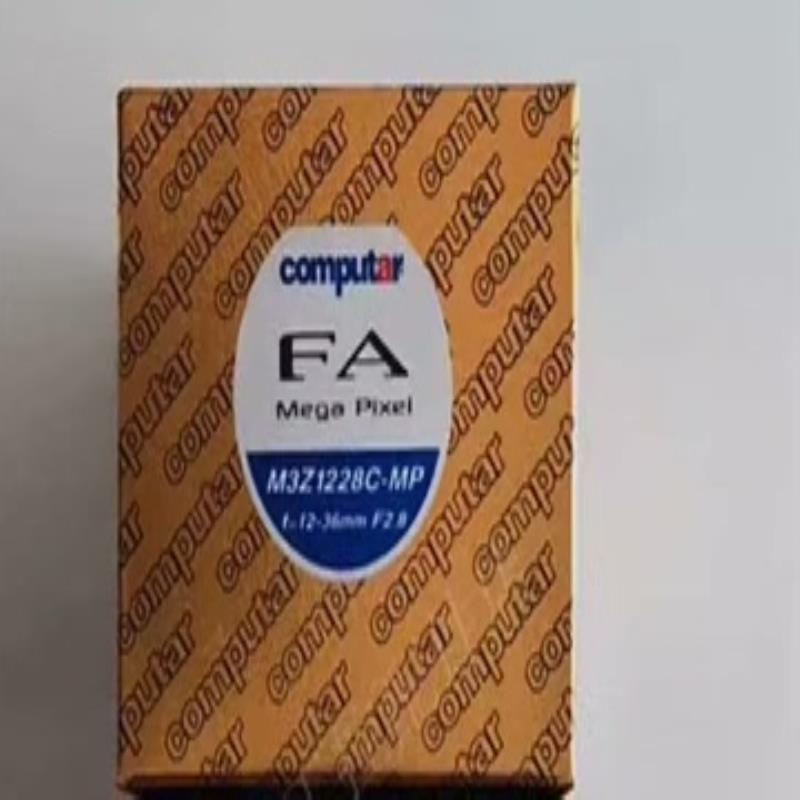 computar
FA
Mega Pixel
M3Z1228C-MP
f=12-36mm F2.8